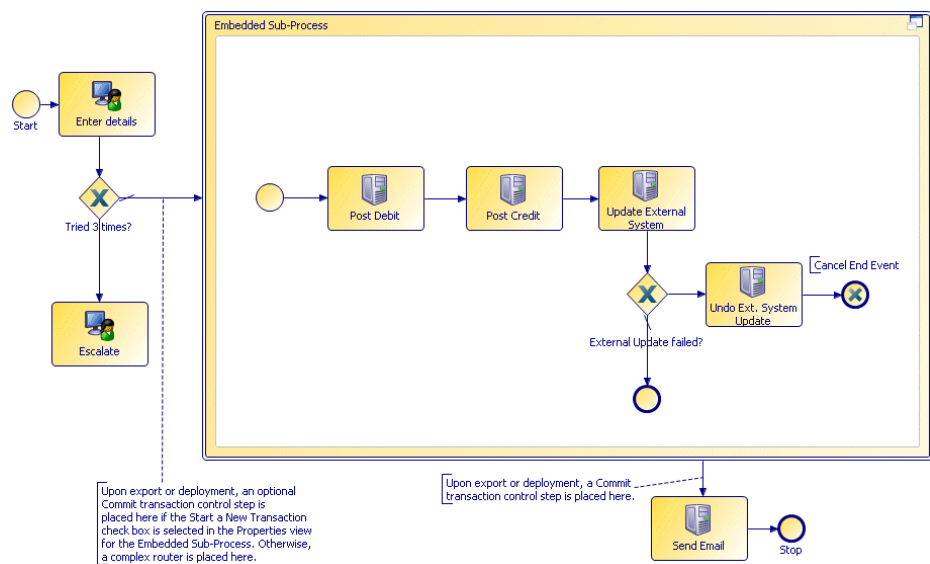 Embedded Sub-Process
Enter details
Start
Tried 3 times?
Escalate
Post Debit
Post Credit
Update External
System
External Update failed?
Undo Ext. System
Update
Cancel End Event
Upon export or deployment, an optional
Commit transaction control step is
placed here if the Start a New Transaction
check box is selected in the Properties view
for the Embedded Sub-Process. Otherwise,
a complex router is placed here.
Upon export or deployment, a Commit
transaction control step is placed here.
Send Email
Stop